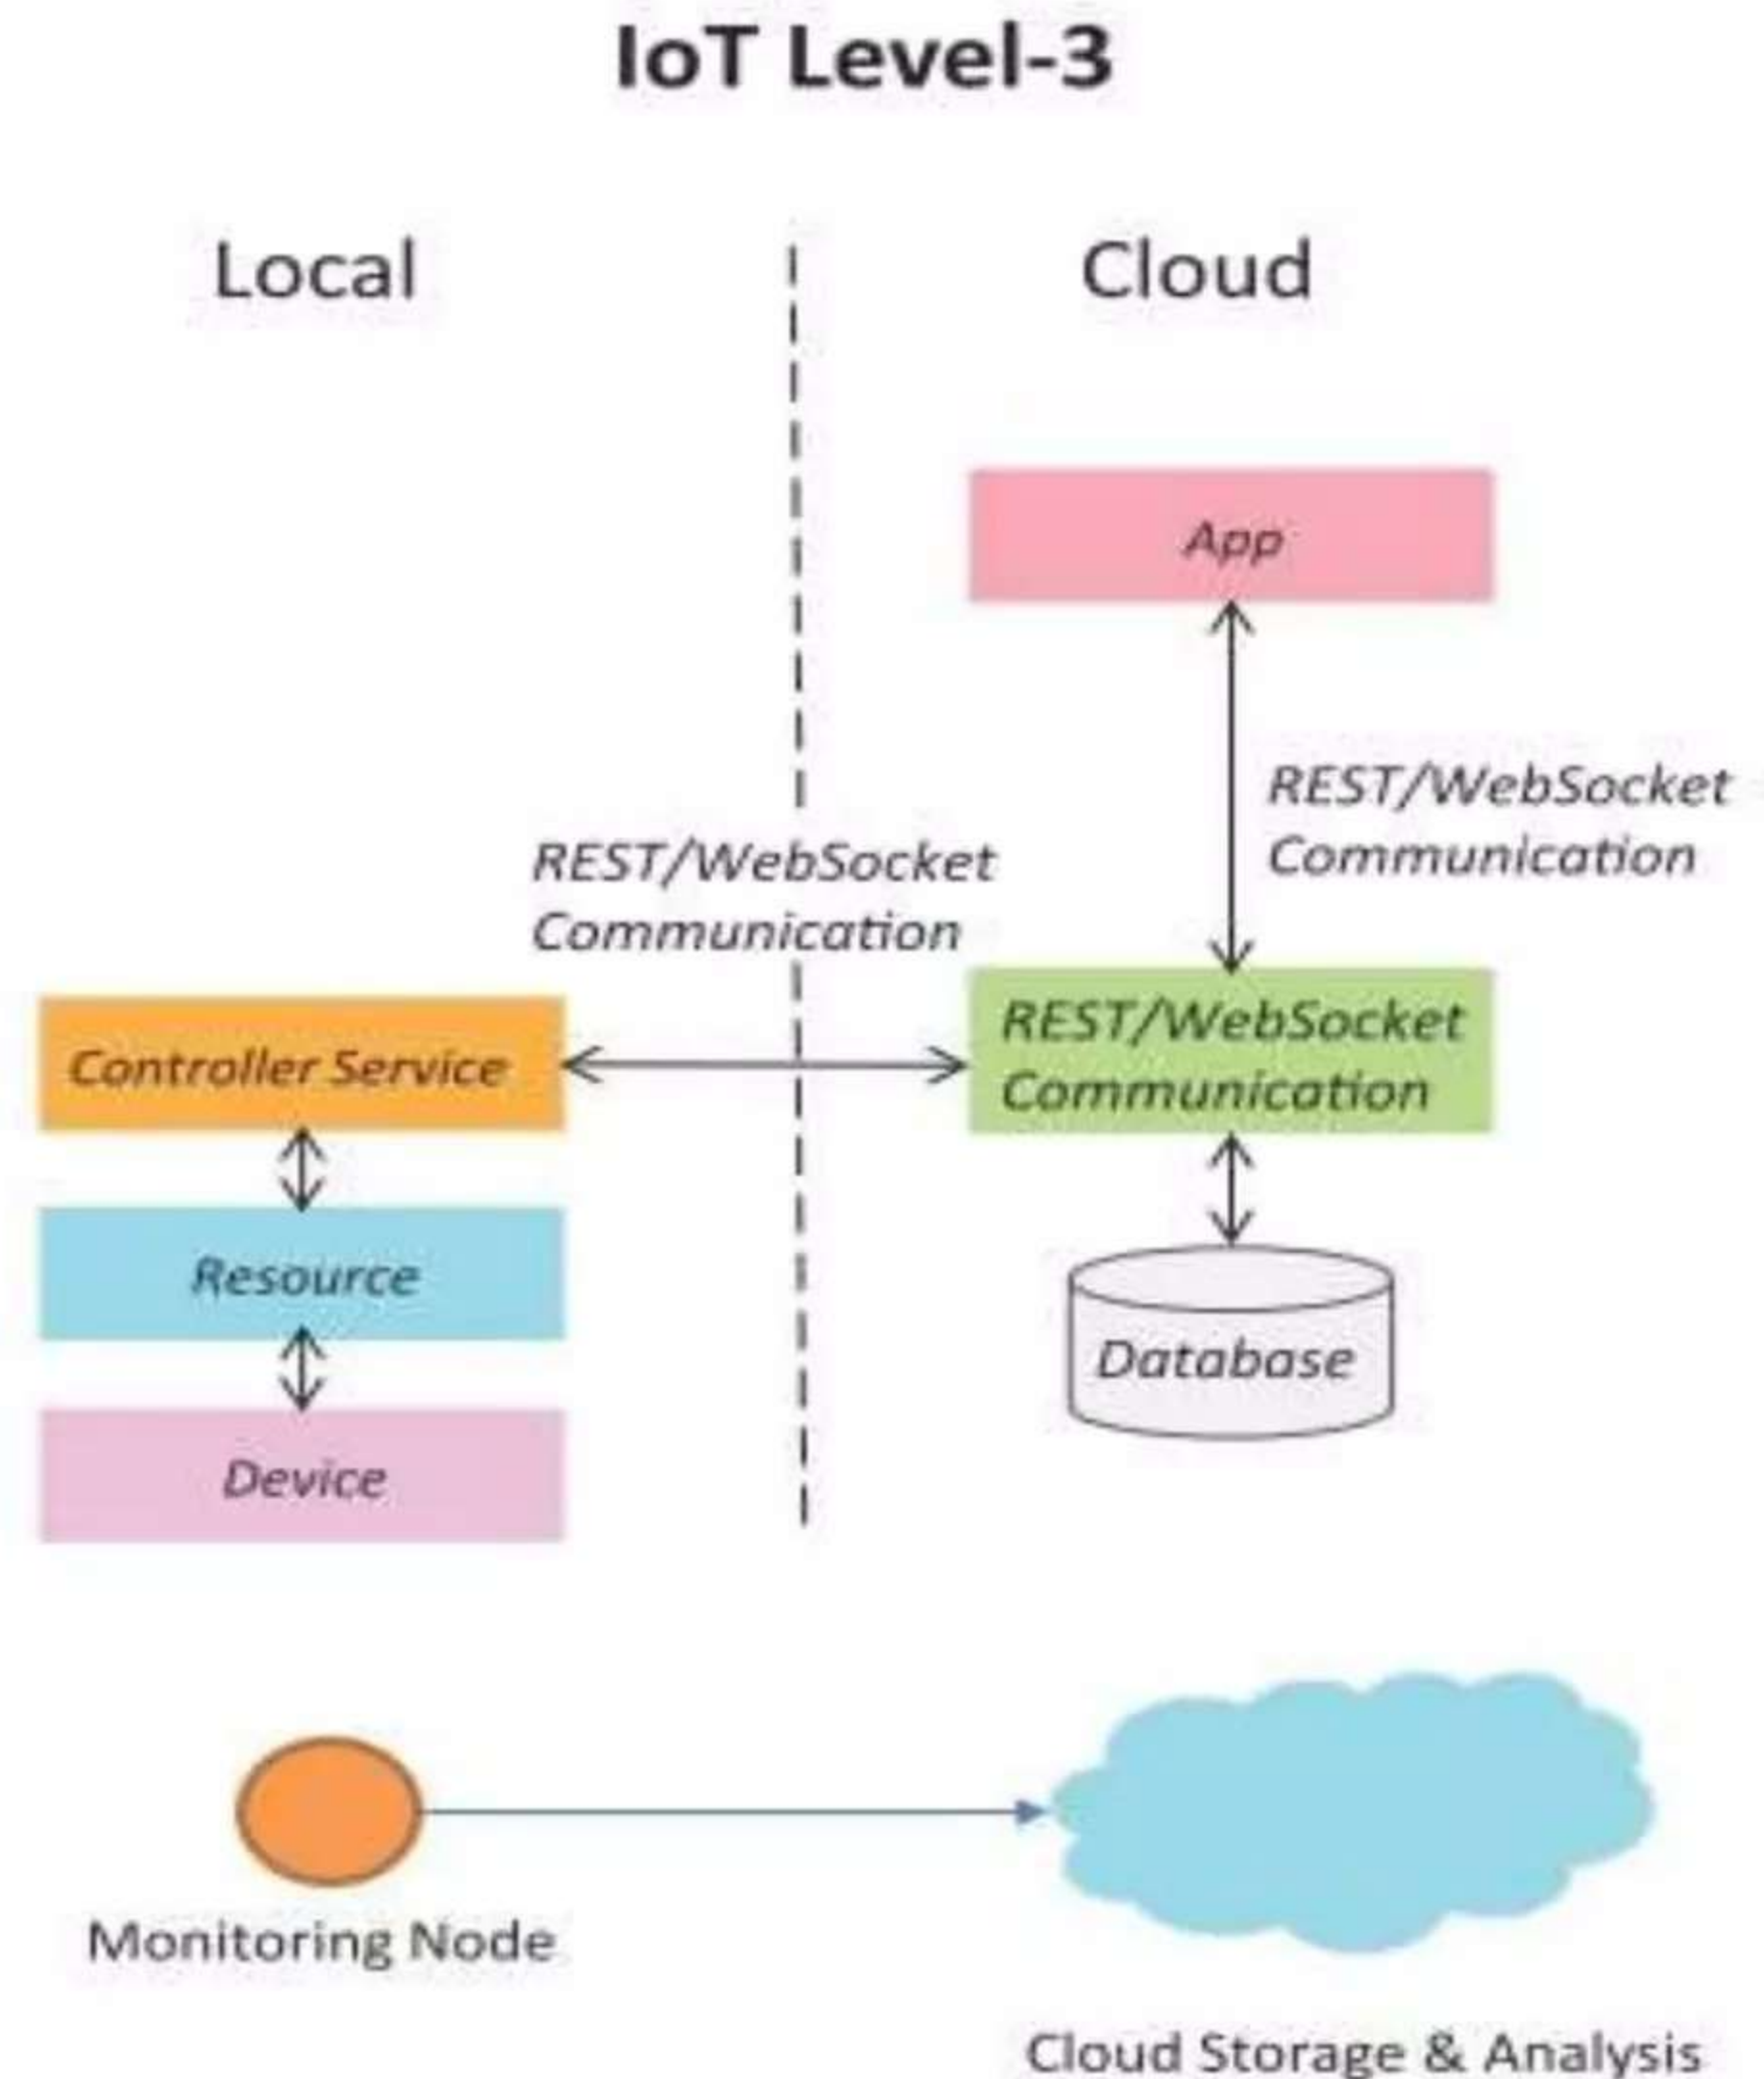 IoT Level-3
Local
Cloud
App
REST/WebSocket
Communication
REST/WebSocket
Communication
Controller Service
REST/WebSocket
Communication
Resource
Database
Device
Monitoring Node
Cloud Storage & Analysis